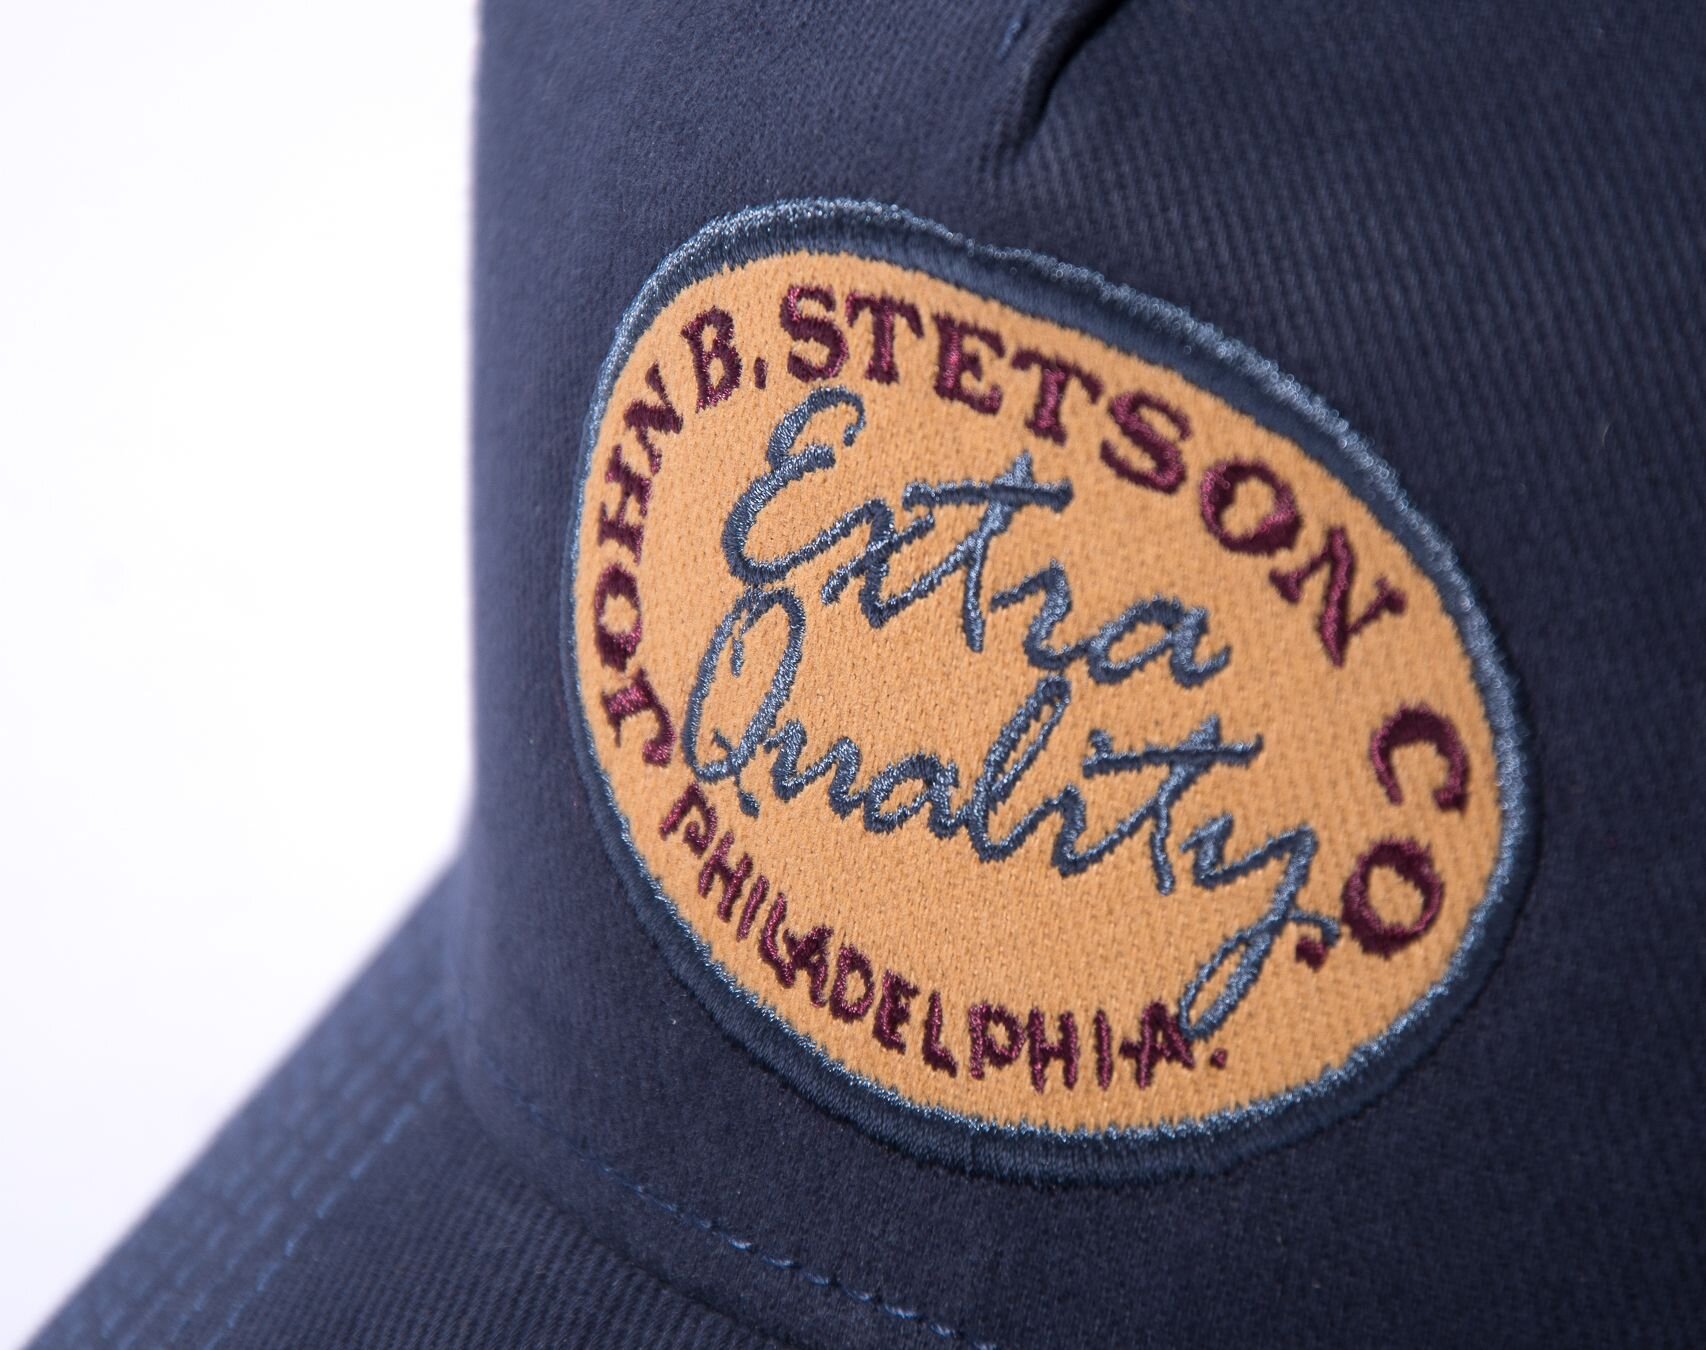 JOHN B. STETSON CO.
Extra
Quality
PHILADELPHIA.